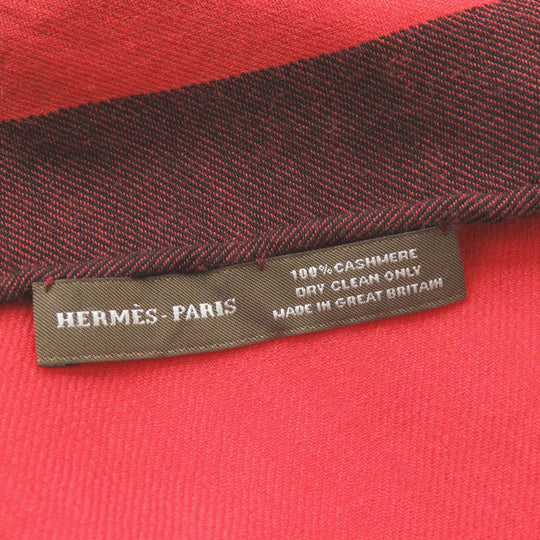 HERMÈS-PARIS
100% CASHMERE
DRY CLEAN ONLY
MADE IN GREAT BRITAIN